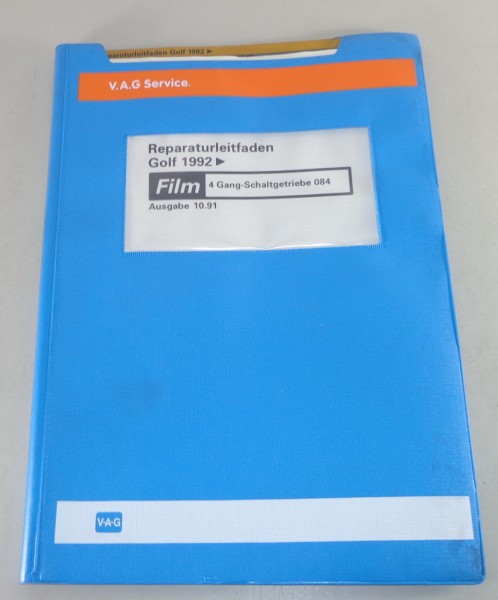 Reparaturleitfaden Golf 1992 ►
V.A.G Service.
Reparaturleitfaden
Golf 1992 ►
Film 4 Gang-Schaltgetriebe 084
Ausgabe 10.91
V·A·G